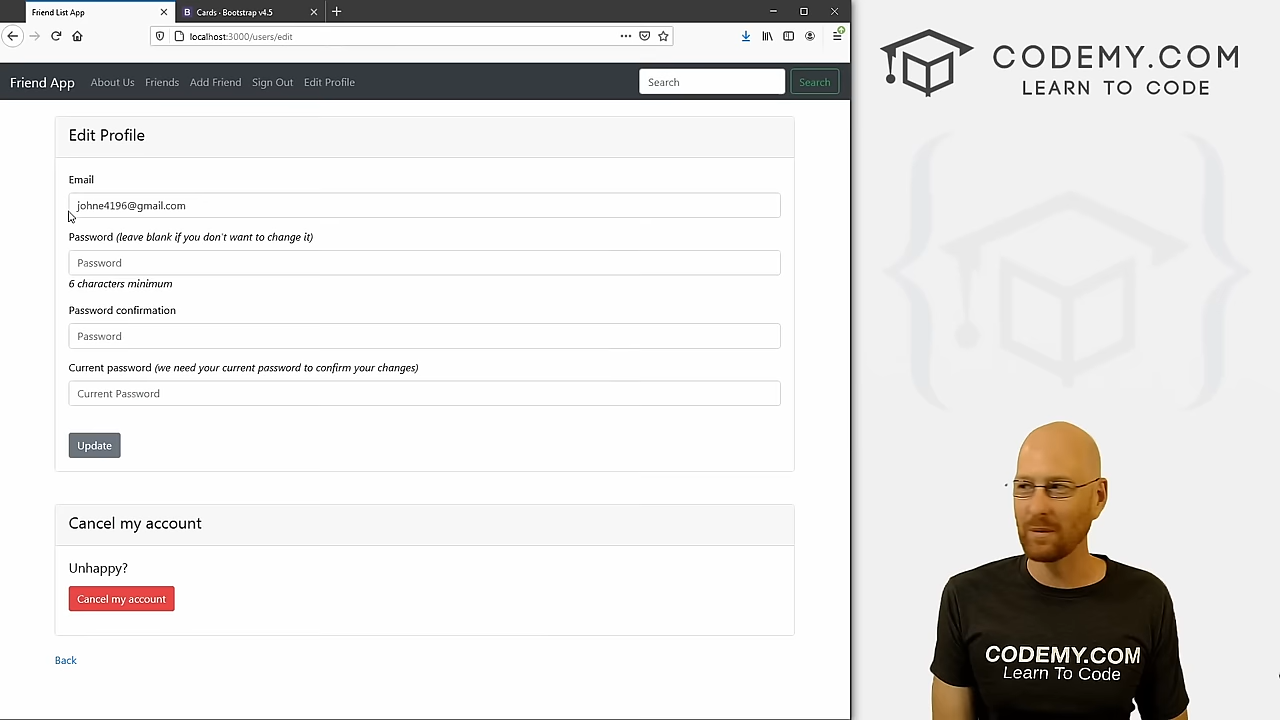 Friend List App
Cards - Bootstrap v4.5
localhost:3000/users/edit
Friend App About Us Friends Add Friend Sign Out Edit Profile Search Search
Edit Profile
Email
johne4196@gmail.com
Password (leave blank if you don't want to change it)
Password
6 characters minimum
Password confirmation
Password
Current password (we need your current password to confirm your changes)
Current Password
Update
Cancel my account
Unhappy?
Cancel my account
Back
CODEMY.COM
LEARN TO CODE
CODEMY.COM
Learn To Code